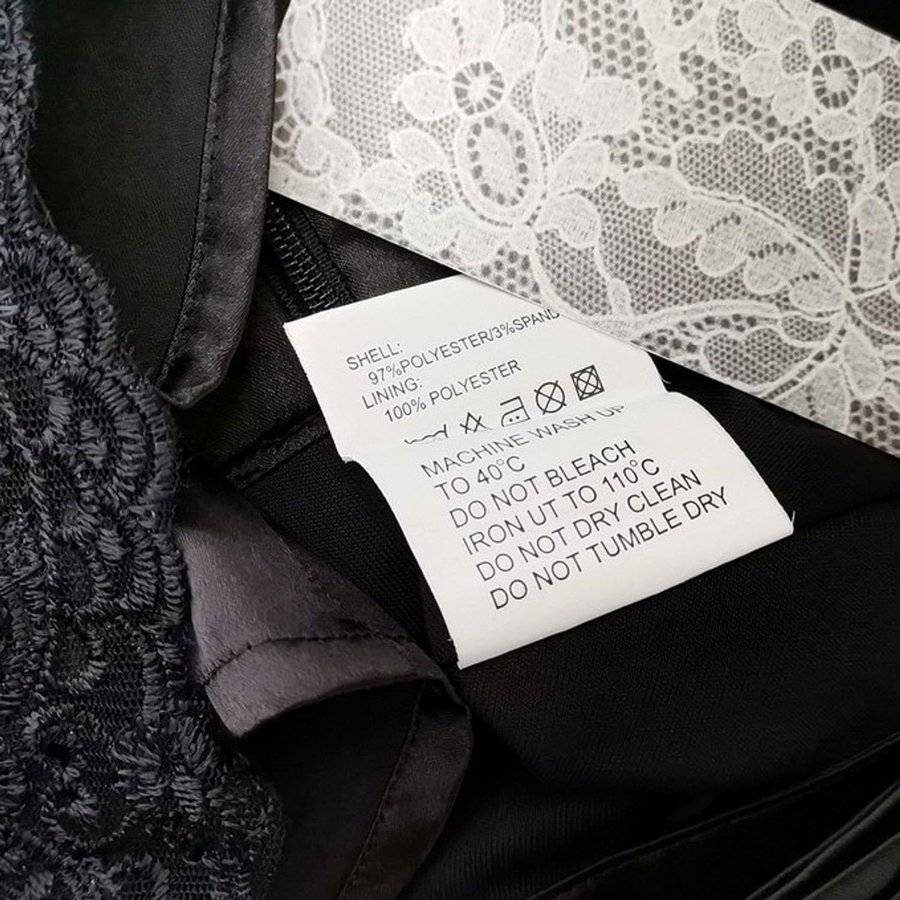 SHELL:
97%POLYESTER/3%SPAND
LINING:
100% POLYESTER
MACHINE WASH UP
TO 40°C
DO NOT BLEACH
IRON UT TO 110°C
DO NOT DRY CLEAN
DO NOT TUMBLE DRY